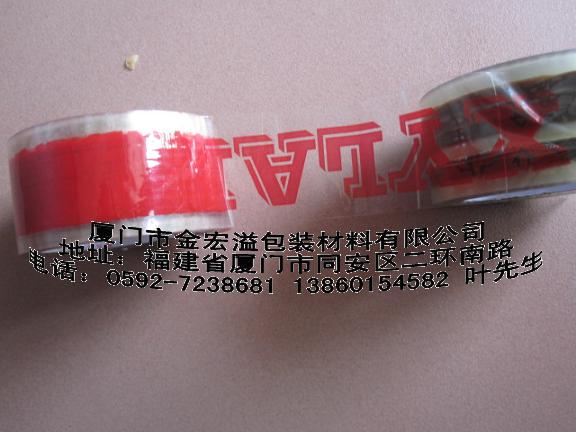 厦门市金宏溢包装材料有限公司
地址：福建省厦门市同安区二环南路
电话：0592-7238681 13860154582 叶先生